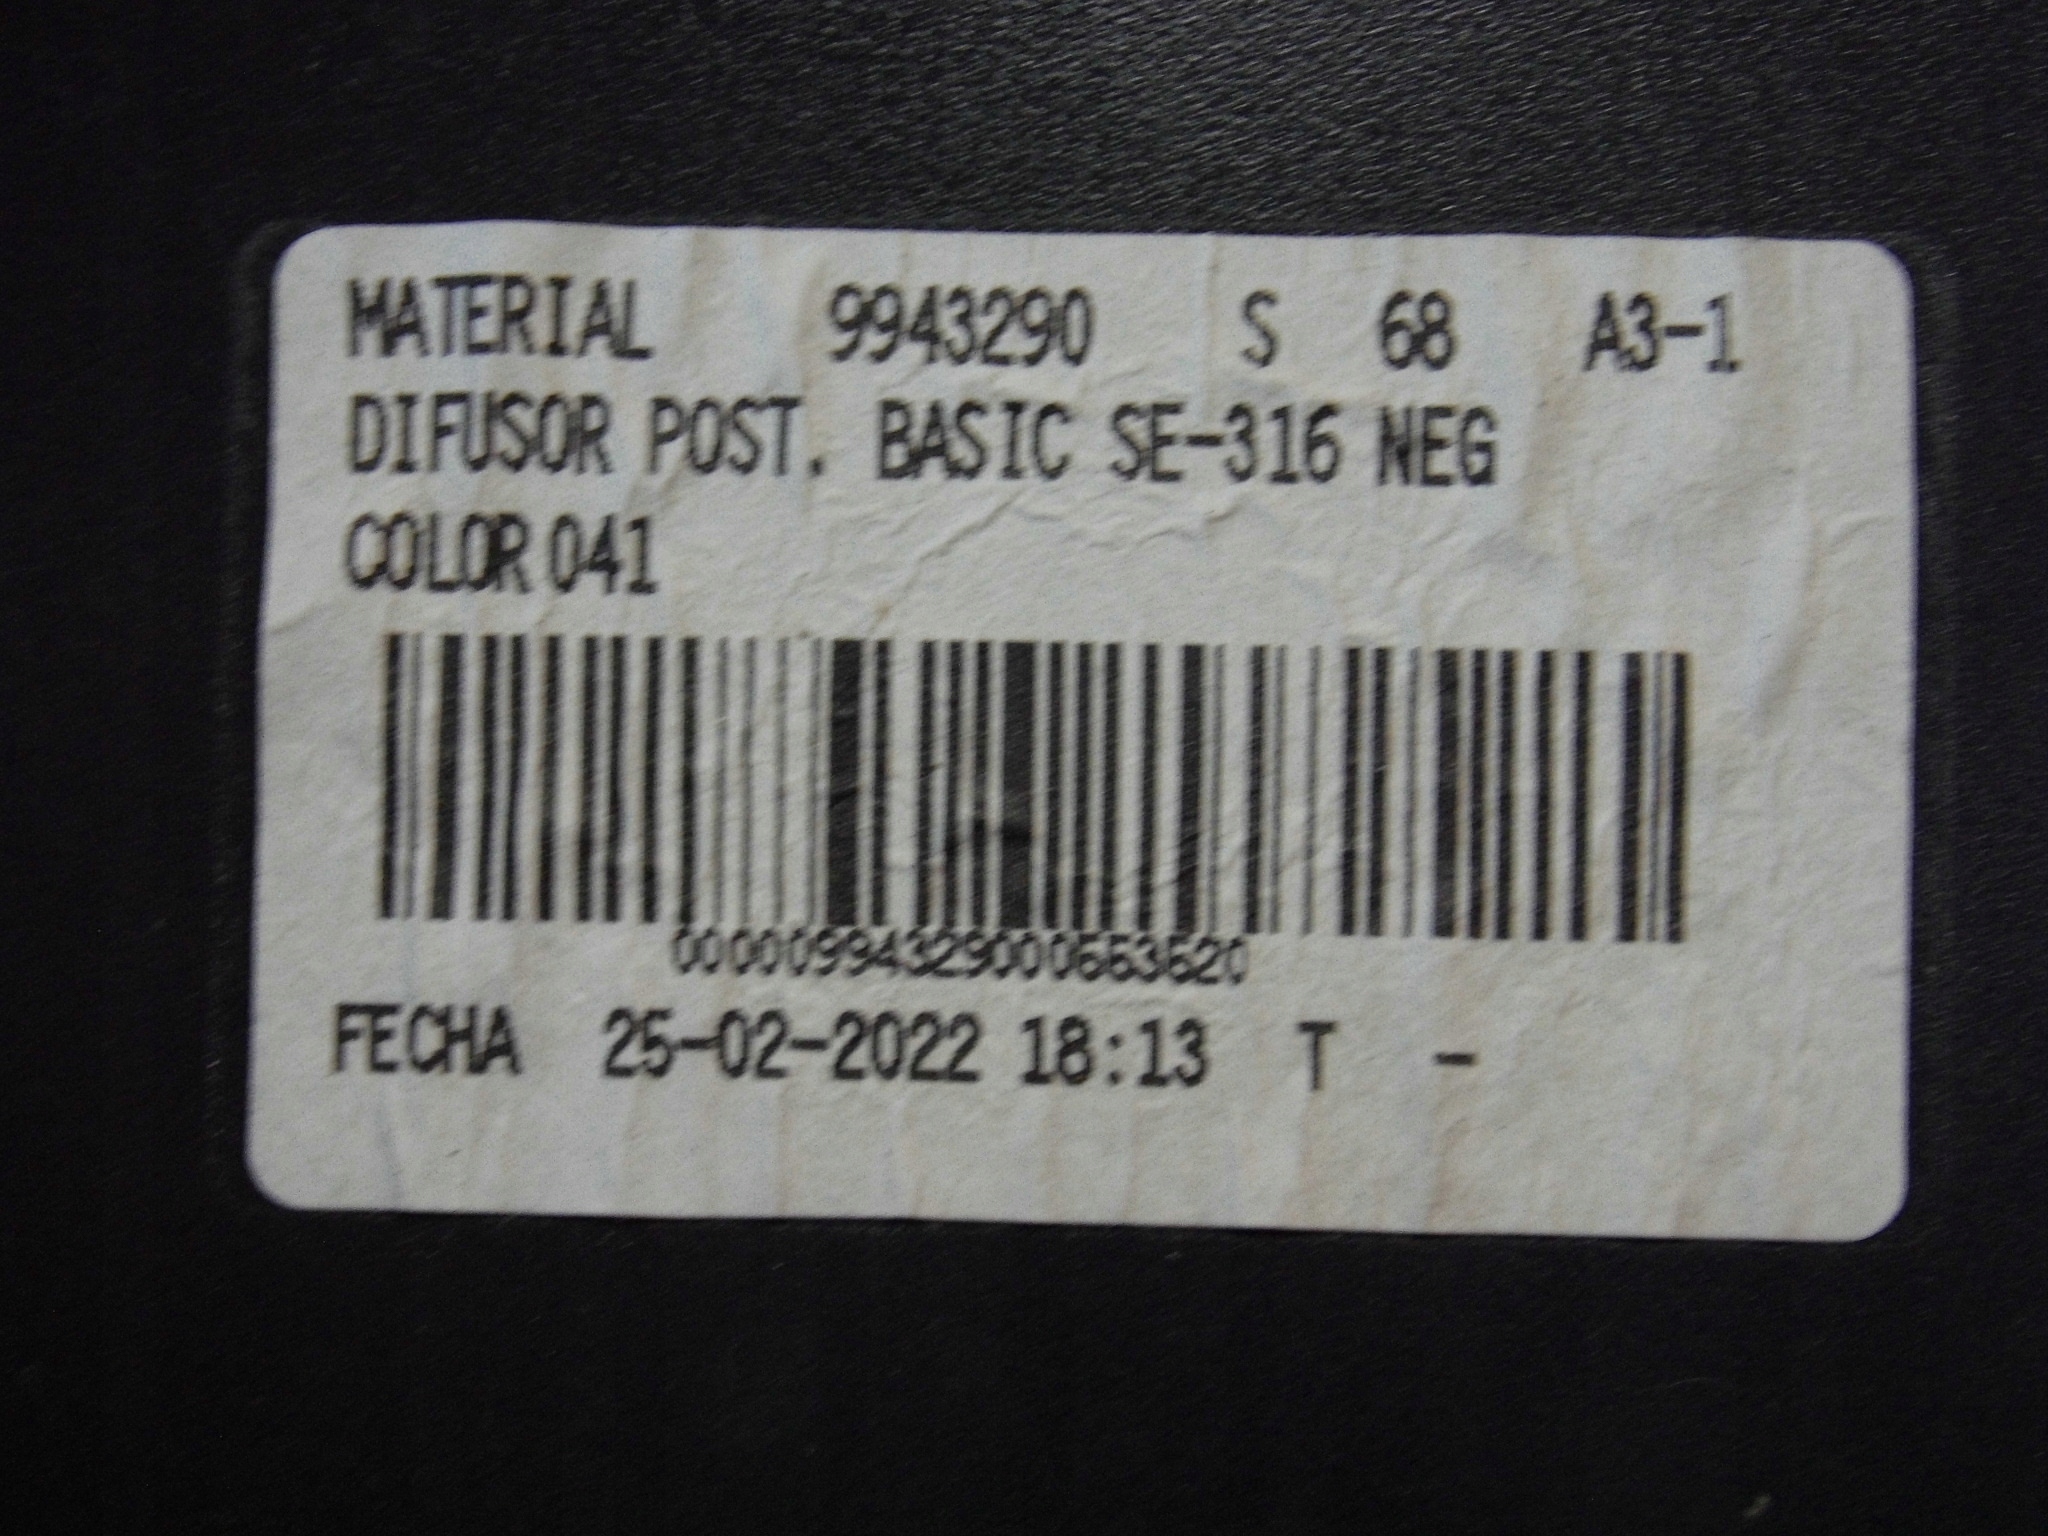 MATERIAL 9943290 S 68 A3-1
DIFUSOR POST. BASIC SE-316 NEG
COLOR 041
00000994329000663620
FECHA 25-02-2022 18:13 T -